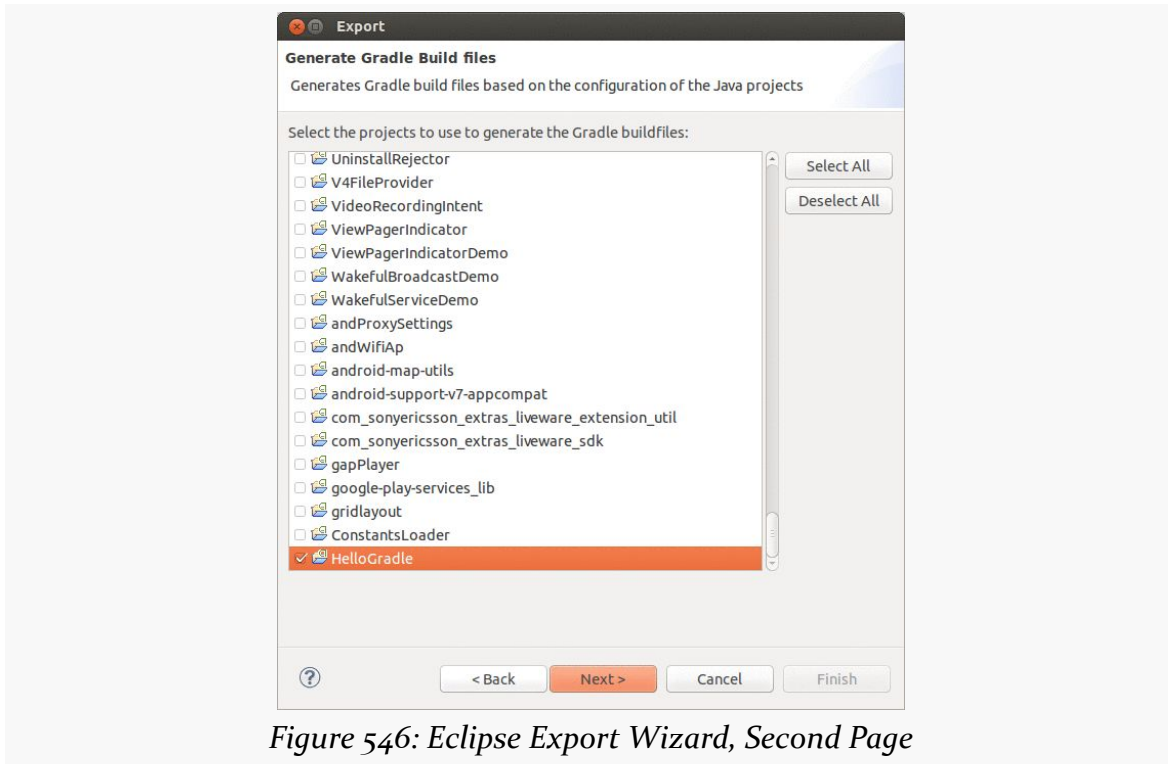 Export
Generate Gradle Build files
Generates Gradle build files based on the configuration of the Java projects
Select the projects to use to generate the Gradle buildfiles:
UninstallRejector
V4FileProvider
VideoRecordingIntent
ViewPagerIndicator
ViewPagerIndicatorDemo
WakefulBroadcastDemo
WakefulServiceDemo
andProxySettings
andWifiAp
android-map-utils
android-support-v7-appcompat
com_sonyericsson_extras_liveware_extension_util
com_sonyericsson_extras_liveware_sdk
gapPlayer
google-play-services_lib
gridlayout
ConstantsLoader
HelloGradle
Select All
Deselect All
?
< Back
Next >
Cancel
Finish
Figure 546: Eclipse Export Wizard, Second Page